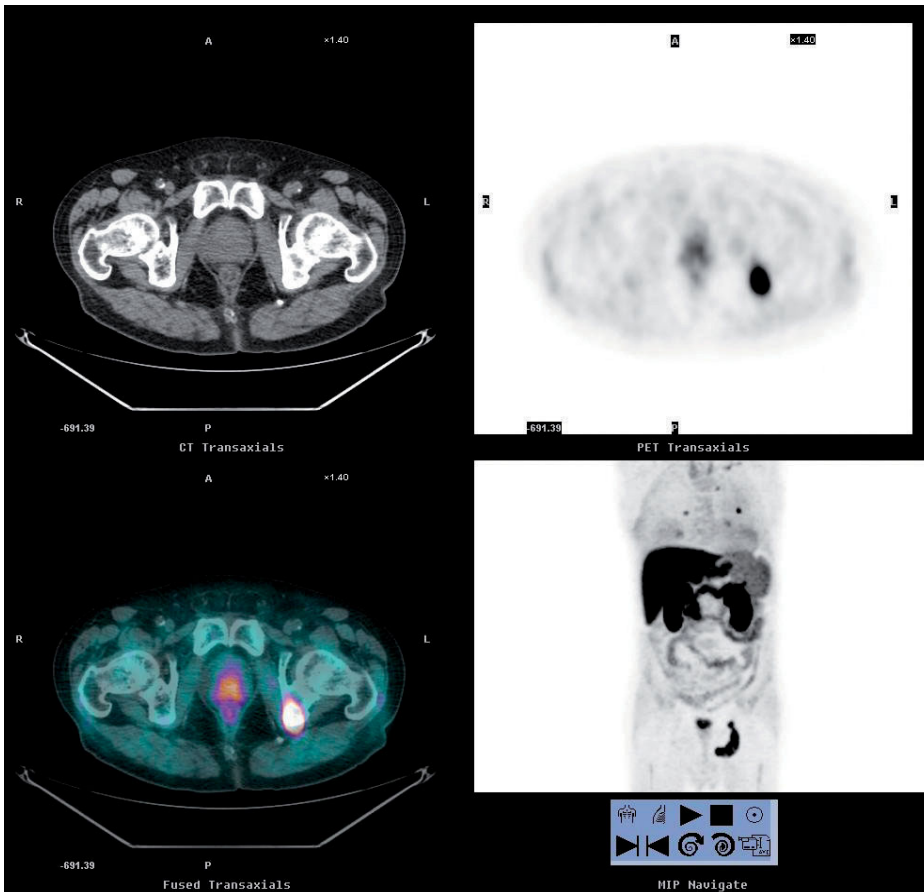 A
×1.40
R
L
-691.39
P
CT Transaxials
A
×1.40
R
L
-691.39
P
PET Transaxials
A
×1.40
R
L
-691.39
P
Fused Transaxials
MIP Navigate